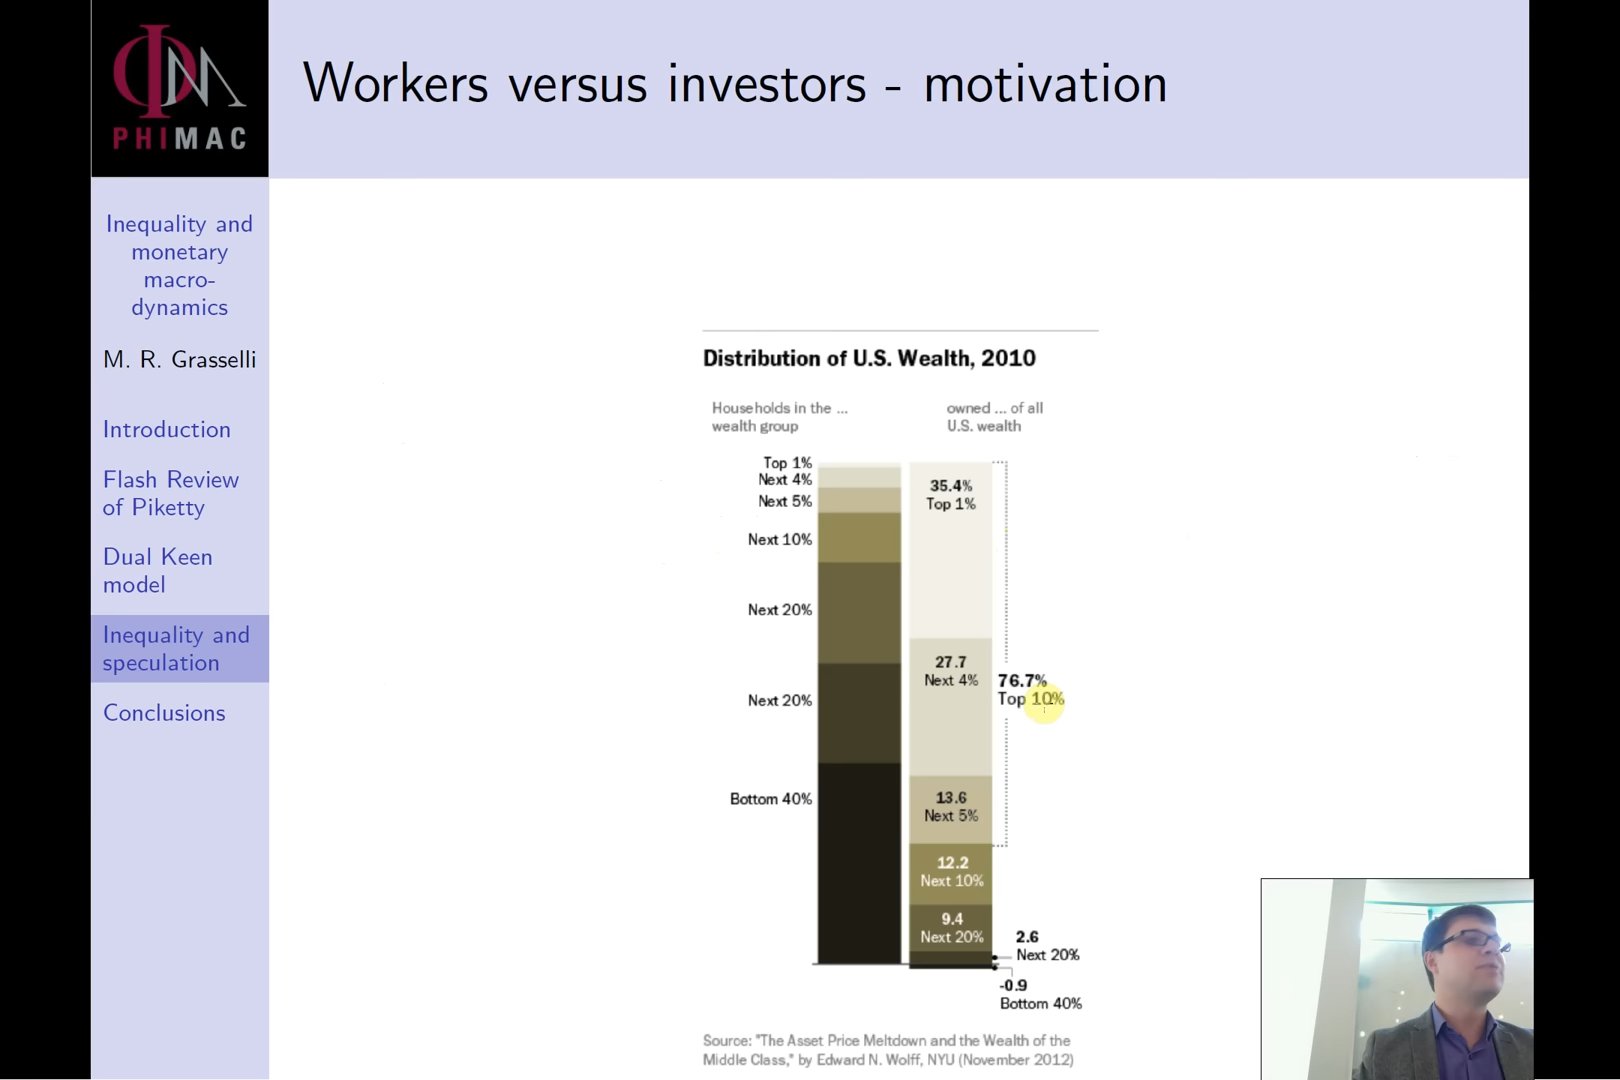 Workers versus investors - motivation
PHIMAC
Inequality and
monetary
macro-
dynamics
M. R. Grasselli
Introduction
Flash Review
of Piketty
Dual Keen
model
Inequality and
speculation
Conclusions
Distribution of U.S. Wealth, 2010
Households in the ...
wealth group
owned ... of all
U.S. wealth
Top 1%
Next 4%
Next 5%
Next 10%
Next 20%
Next 20%
Bottom 40%
35.4%
Top 1%
27.7
Next 4%
76.7%
Top 10%
13.6
Next 5%
12.2
Next 10%
9.4
Next 20%
2.6
Next 20%
-0.9
Bottom 40%
Source: "The Asset Price Meltdown and the Wealth of the
Middle Class," by Edward N. Wolff, NYU (November 2012)